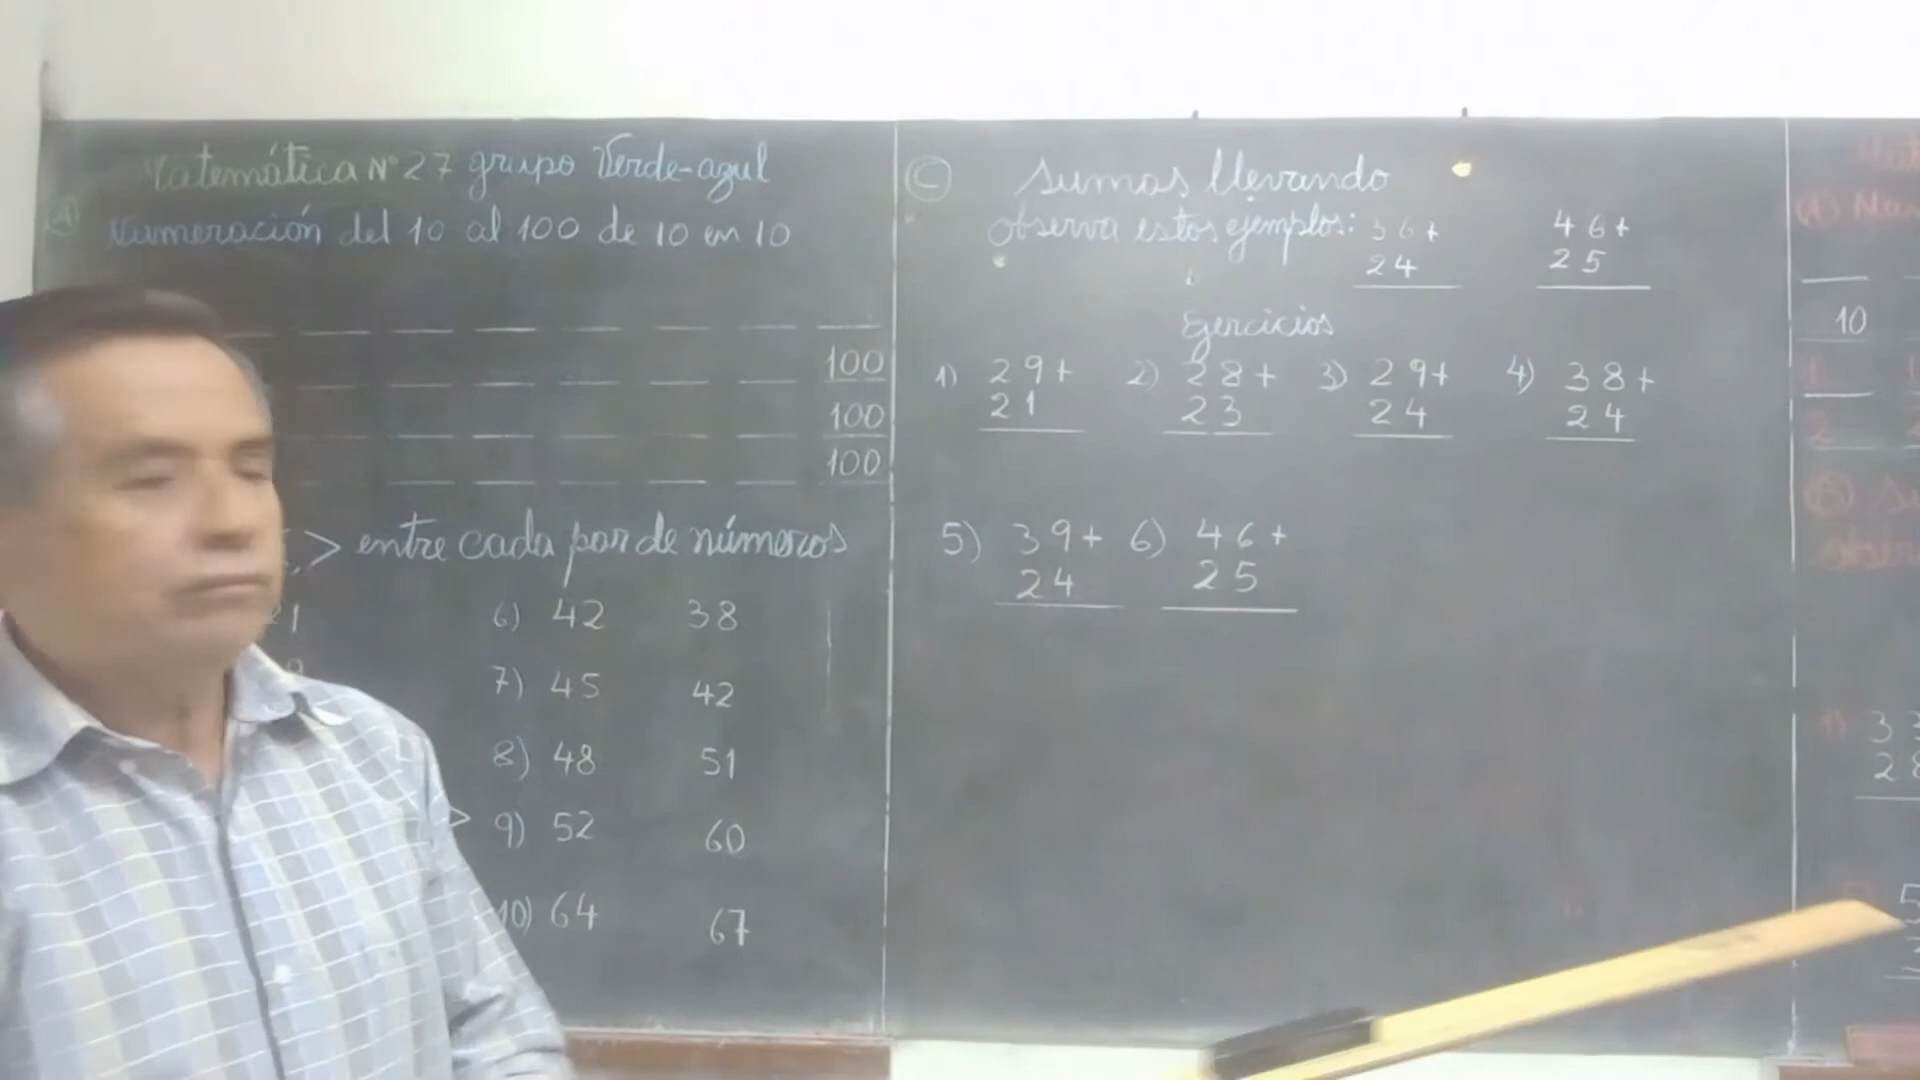 Matemática Nº 27 grupo Verde-azul
A Numeración del 10 al 100 de 10 en 10
100
100
100
> entre cada par de números
6) 42 38
7) 45 42
8) 48 51
9) 52 60
10) 64 67
C Sumas llevando
observa estos ejemplos: 36+ 46+
24 25
Ejercicios
1) 29+ 2) 28+ 3) 29+ 4) 38+
21 23 24 24
5) 39+ 6) 46+
24 25
(A)
10
(B)